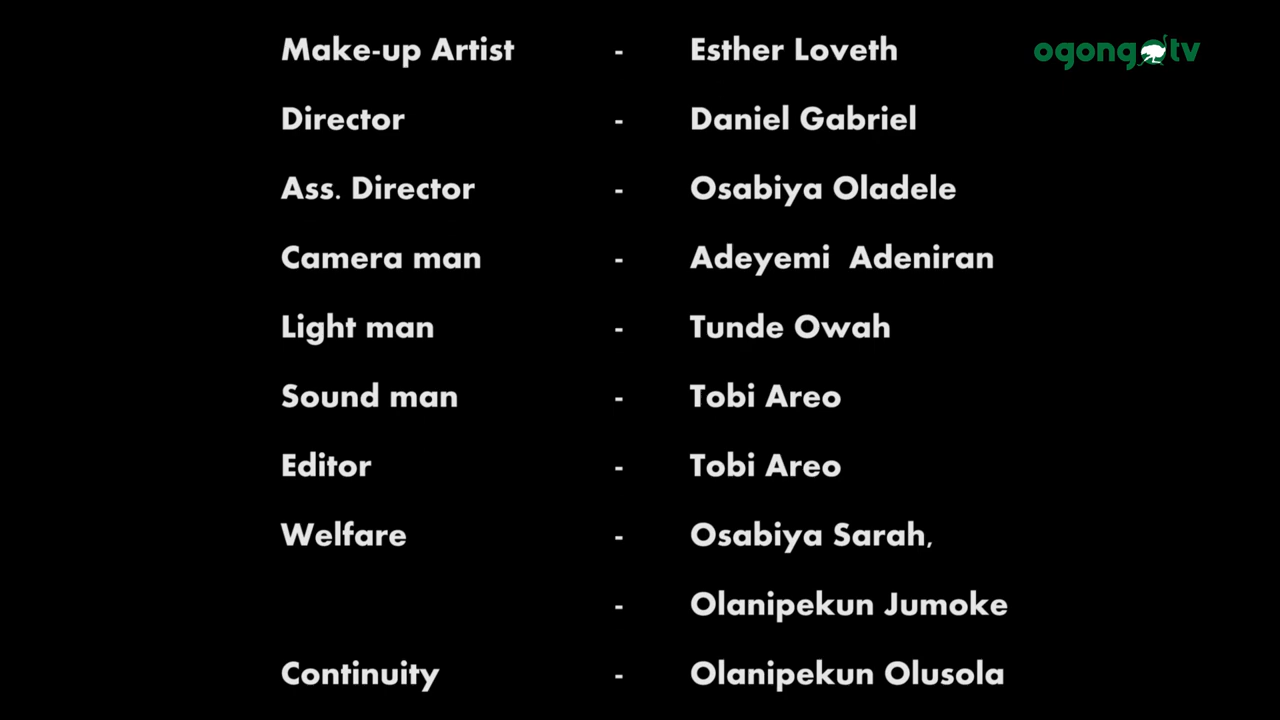 Make-up Artist - Esther Loveth
ogongotv
Director - Daniel Gabriel
Ass. Director - Osabiya Oladele
Camera man - Adeyemi  Adeniran
Light man - Tunde Owah
Sound man - Tobi Areo
Editor - Tobi Areo
Welfare - Osabiya Sarah,
- Olanipekun Jumoke
Continuity - Olanipekun Olusola